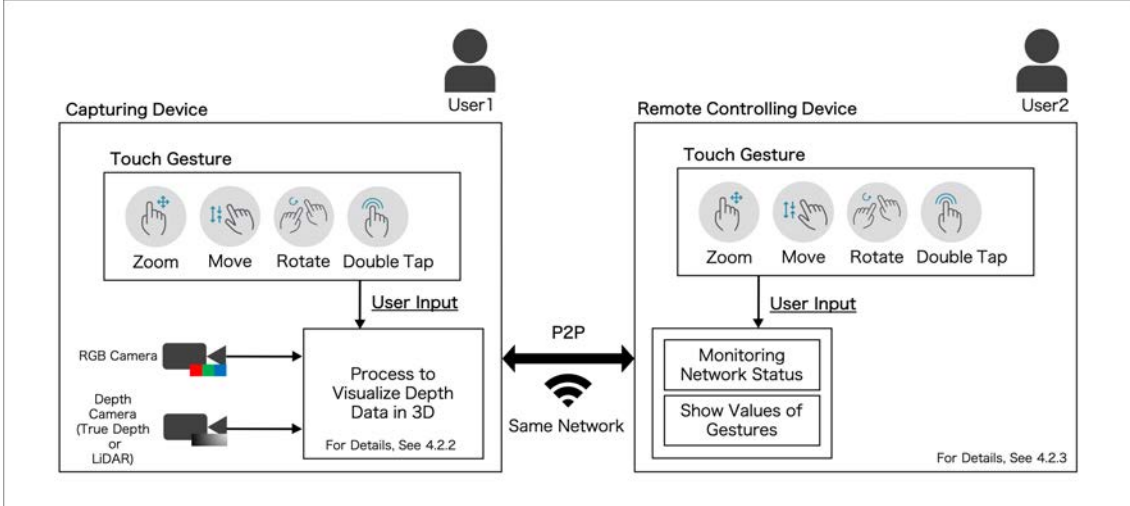 User1
Capturing Device
Touch Gesture
Zoom
Move
Rotate
Double Tap
User Input
RGB Camera
Depth
Camera
(True Depth
or
LiDAR)
Process to
Visualize Depth
Data in 3D
For Details, See 4.2.2
P2P
Same Network
User2
Remote Controlling Device
Touch Gesture
Zoom
Move
Rotate
Double Tap
User Input
Monitoring
Network Status
Show Values of
Gestures
For Details, See 4.2.3